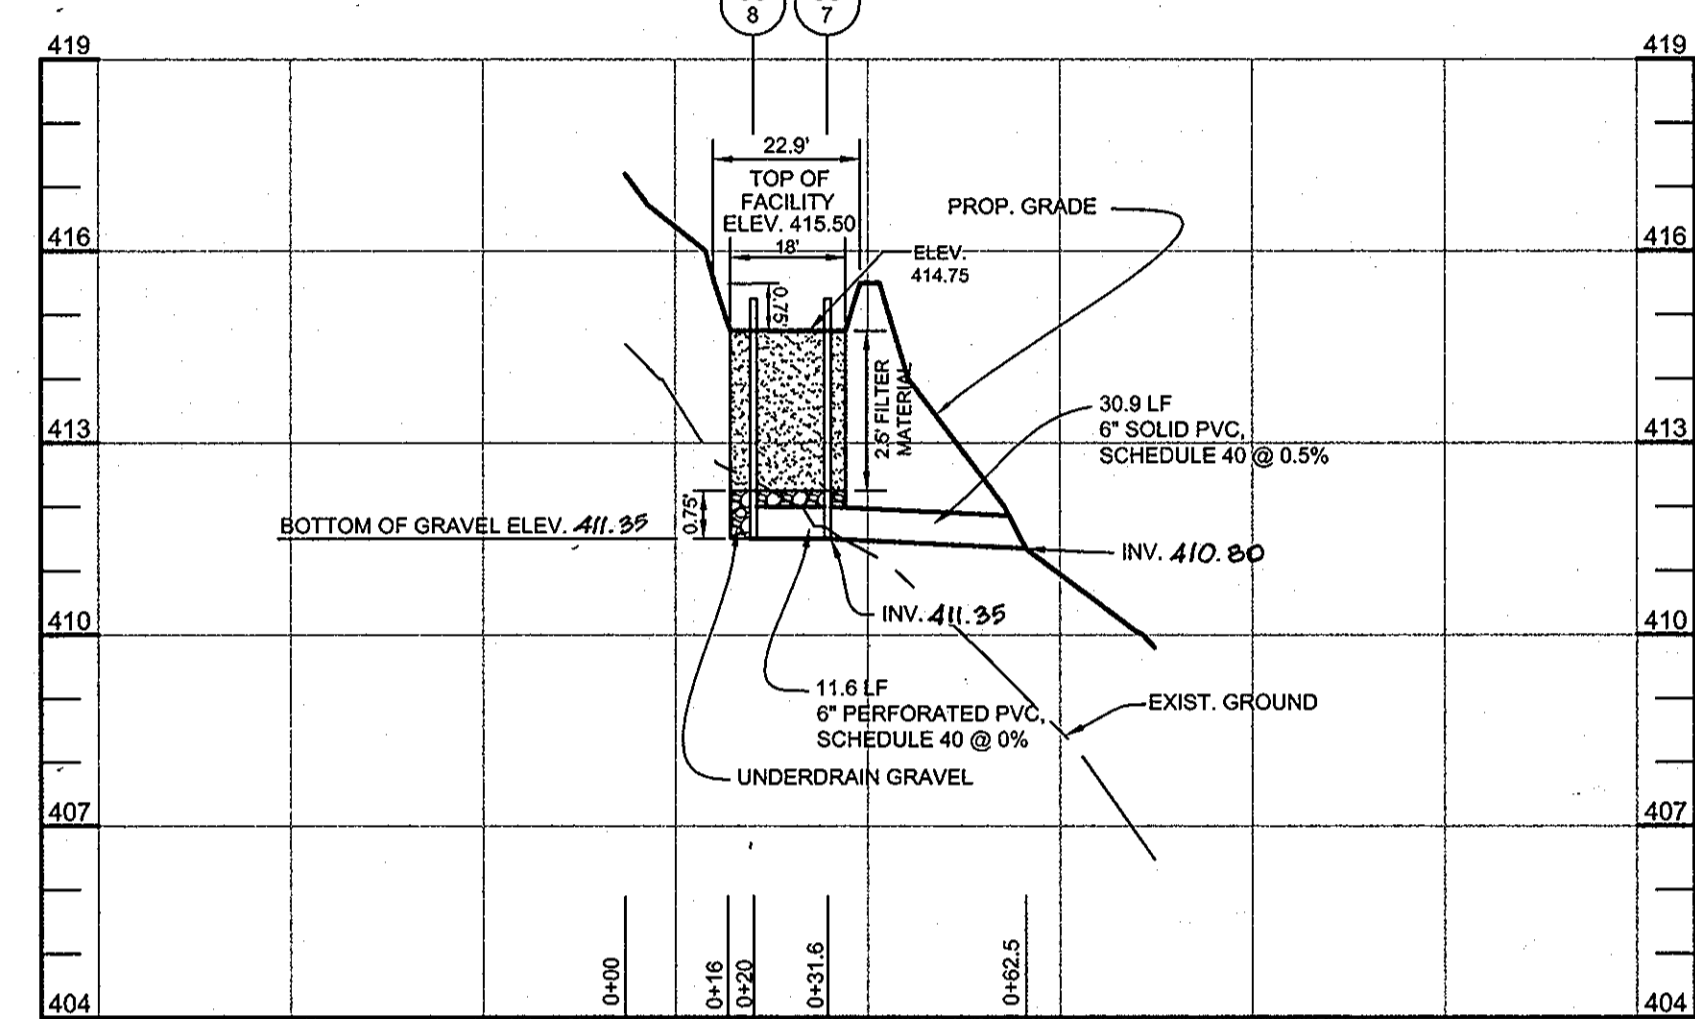 8 7
419 419
22.9'
TOP OF
FACILITY
ELEV. 415.50
18'
PROP. GRADE
416 416
ELEV.
414.75
0.75'
2.5' FILTER
MATERIAL
30.9 LF
6" SOLID PVC,
SCHEDULE 40 @ 0.5%
413 413
0.75'
BOTTOM OF GRAVEL ELEV. 411.35
INV. 410.80
INV. 411.35
410 410
11.6 LF
6" PERFORATED PVC,
SCHEDULE 40 @ 0%
EXIST. GROUND
UNDERDRAIN GRAVEL
407 407
0+00
0+16
0+20
0+31.6
0+62.5
404 404